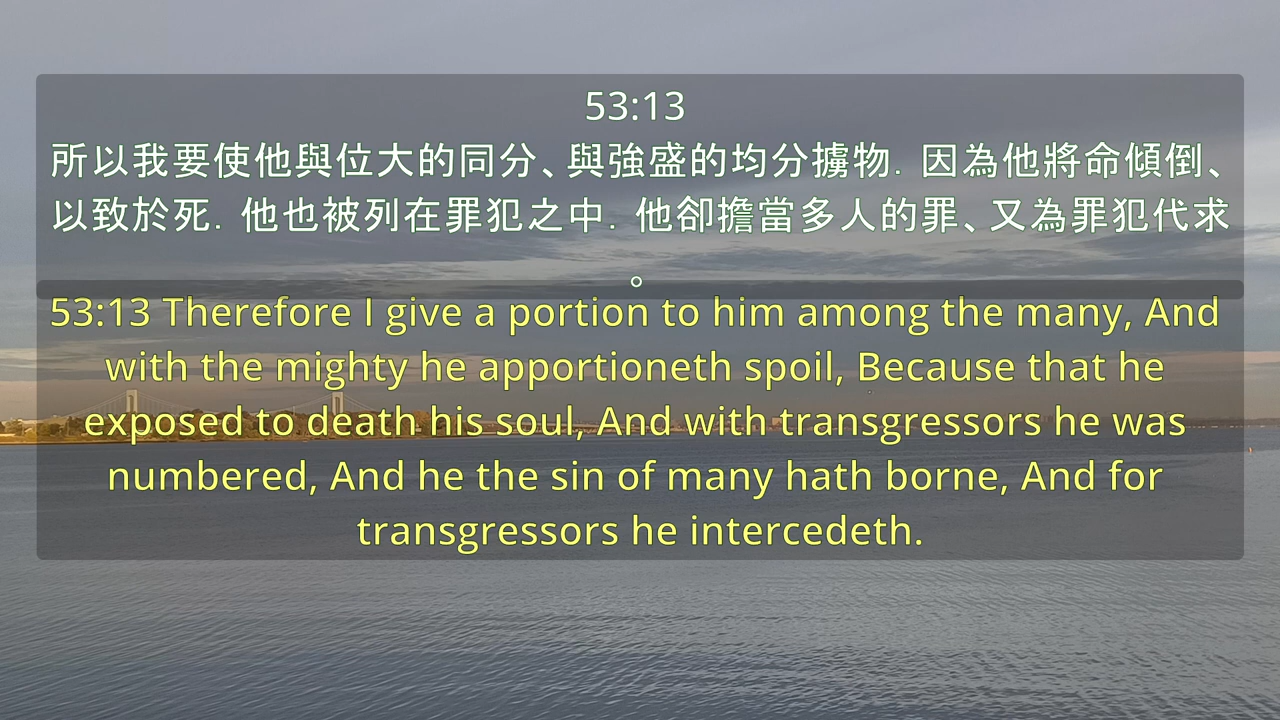 53:13
所以我要使他與位大的同分、與強盛的均分擄物．因為他將命傾倒、
以致於死．他也被列在罪犯之中．他卻擔當多人的罪、又為罪犯代求
。
53:13 Therefore I give a portion to him among the many, And
with the mighty he apportioneth spoil, Because that he
exposed to death his soul, And with transgressors he was
numbered, And he the sin of many hath borne, And for
transgressors he intercedeth.